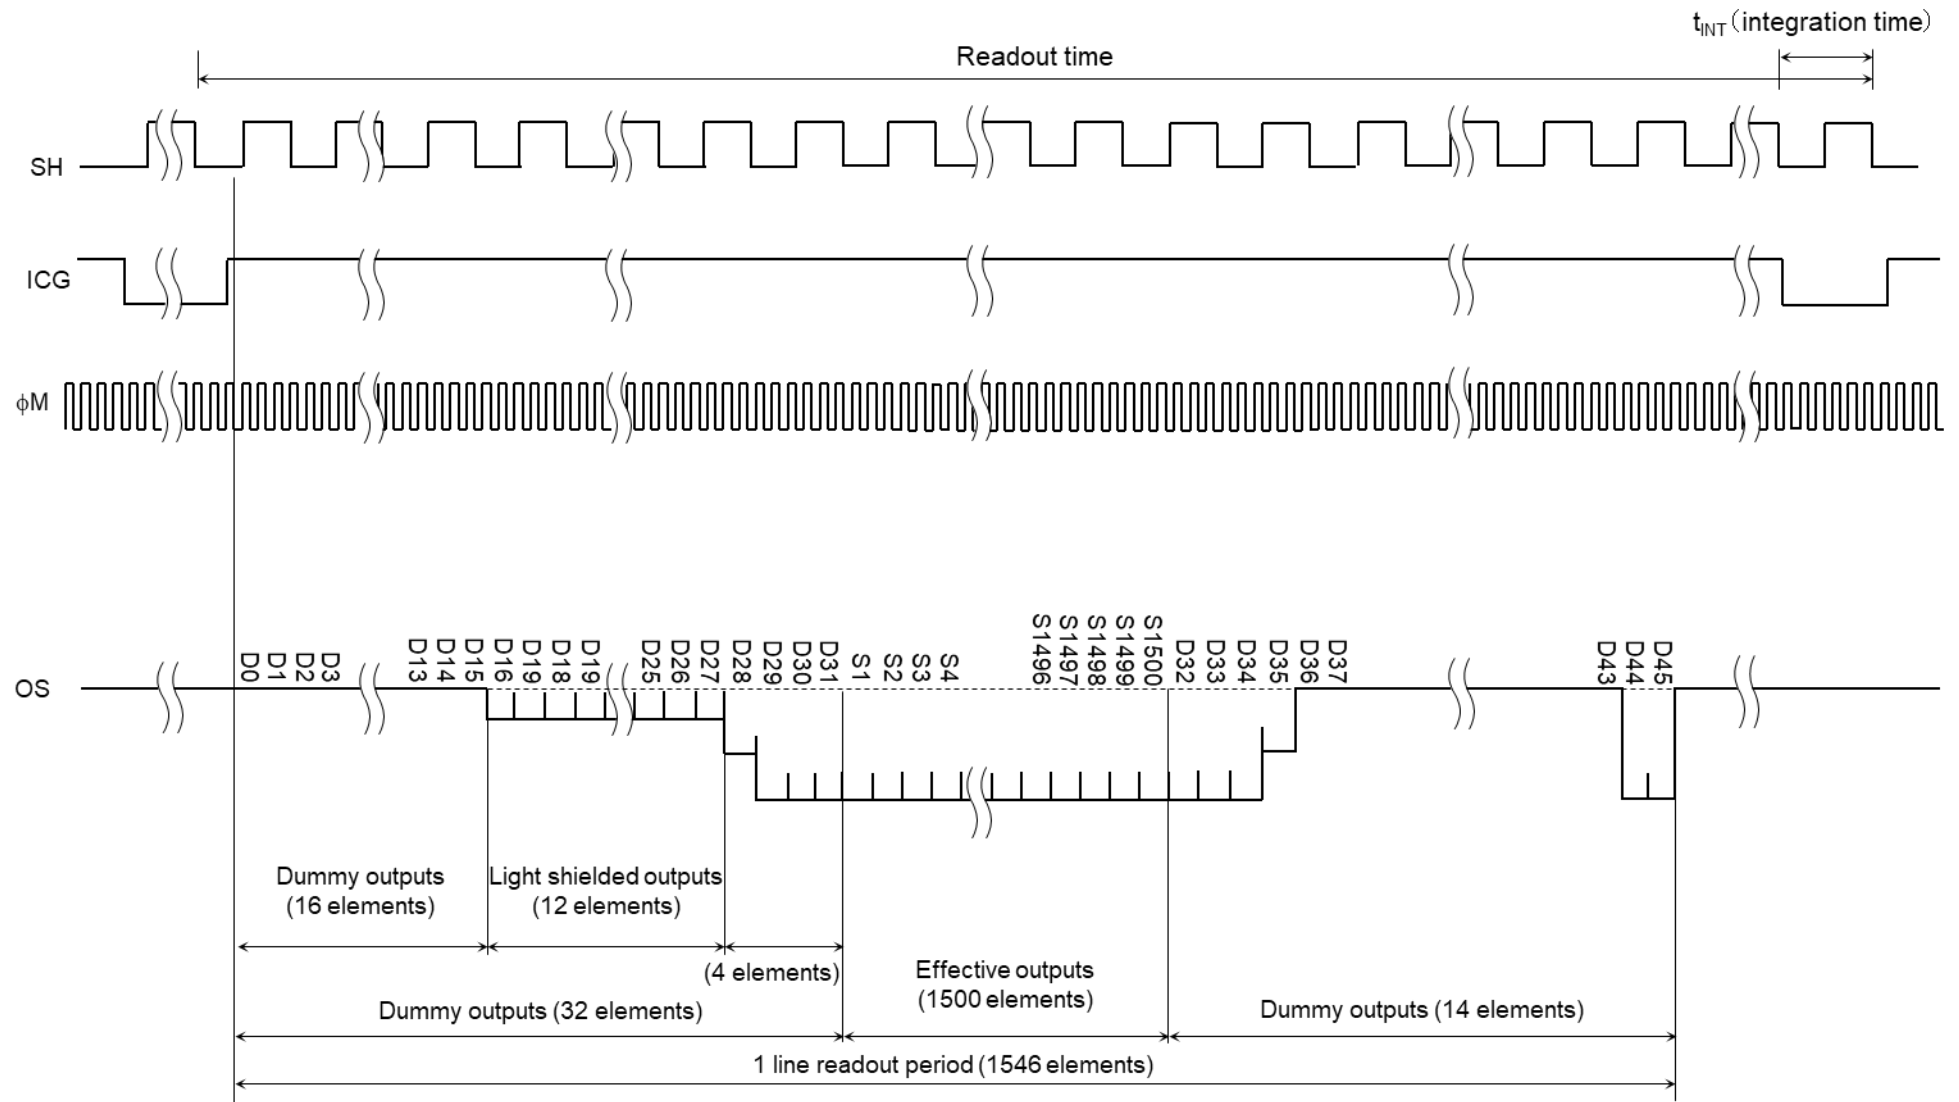 tINT (integration time)
Readout time
SH
ICG
ϕM
OS
D0
D1
D2
D3
D13
D14
D15
D16
D19
D18
D19
D25
D26
D27
D28
D29
D30
D31
S1
S2
S3
S4
S1496
S1497
S1498
S1499
S1500
D32
D33
D34
D35
D36
D37
D43
D44
D45
Dummy outputs
(16 elements)
Light shielded outputs
(12 elements)
(4 elements)
Effective outputs
(1500 elements)
Dummy outputs (32 elements)
Dummy outputs (14 elements)
1 line readout period (1546 elements)